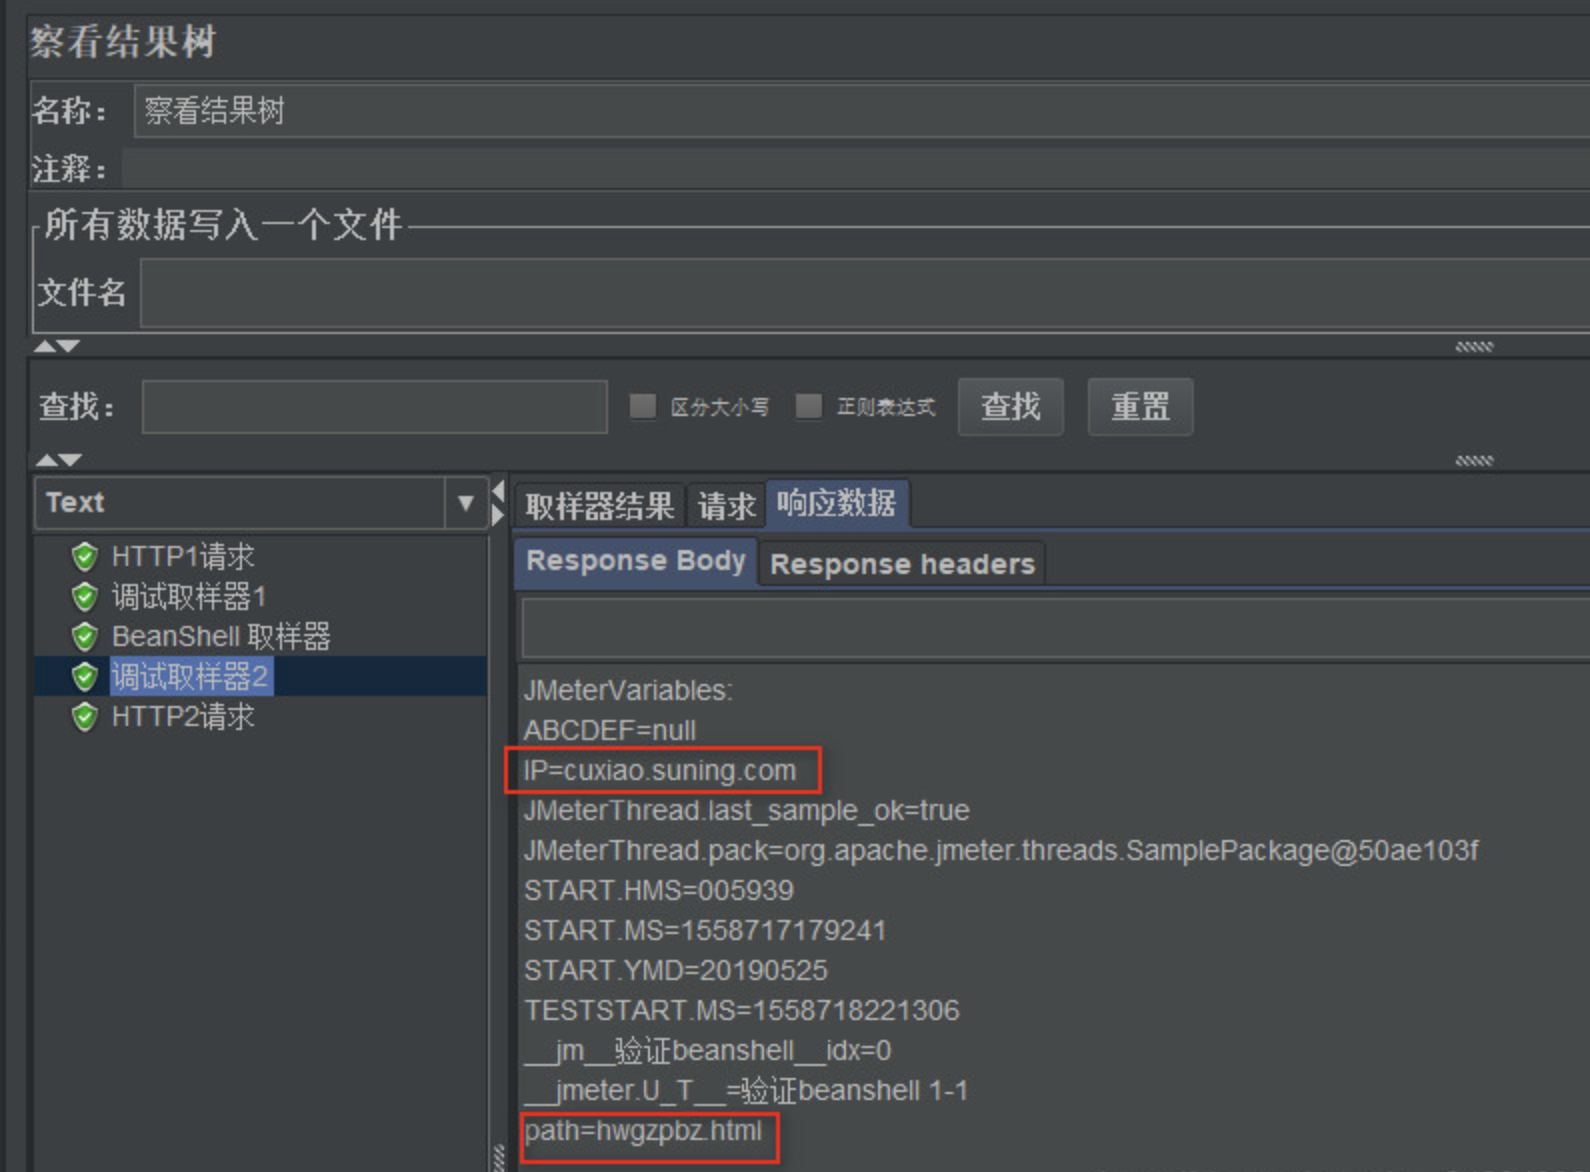 察看结果树
名称： 察看结果树
注释：
所有数据写入一个文件
文件名
查找： 区分大小写 正则表达式 查找 重置
Text
HTTP1请求
调试取样器1
BeanShell 取样器
调试取样器2
HTTP2请求
取样器结果 请求 响应数据
Response Body Response headers
JMeterVariables:
ABCDEF=null
IP=cuxiao.suning.com
JMeterThread.last_sample_ok=true
JMeterThread.pack=org.apache.jmeter.threads.SamplePackage@50ae103f
START.HMS=005939
START.MS=1558717179241
START.YMD=20190525
TESTSTART.MS=1558718221306
__jm__验证beanshell__idx=0
__jmeter.U_T__=验证beanshell 1-1
path=hwgzpbz.html